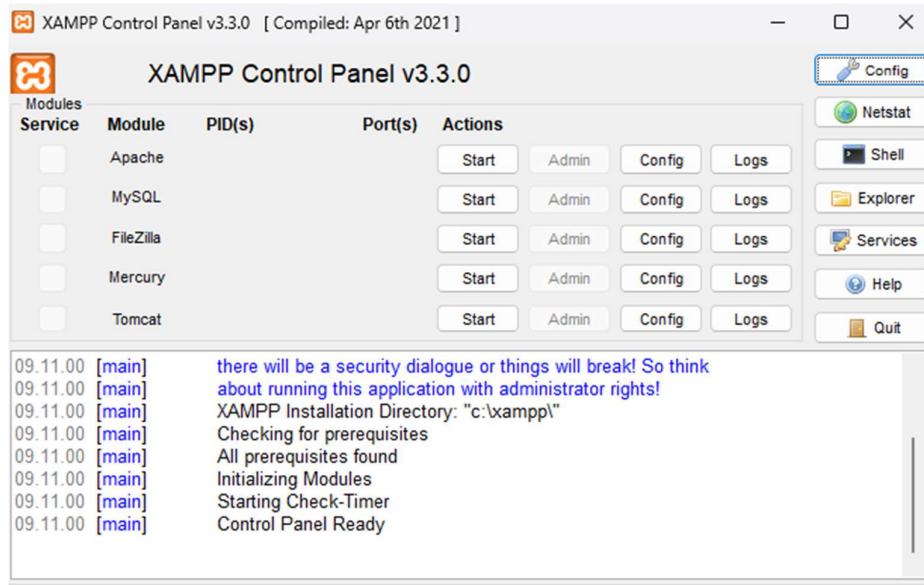 XAMPP Control Panel v3.3.0 [ Compiled: Apr 6th 2021 ]
XAMPP Control Panel v3.3.0
Config
Modules
Service Module PID(s) Port(s) Actions
Netstat
Apache Start Admin Config Logs
Shell
MySQL Start Admin Config Logs
Explorer
FileZilla Start Admin Config Logs
Services
Mercury Start Admin Config Logs
Help
Tomcat Start Admin Config Logs
Quit
09.11.00 [main] there will be a security dialogue or things will break! So think
09.11.00 [main] about running this application with administrator rights!
09.11.00 [main] XAMPP Installation Directory: "c:\xampp\"
09.11.00 [main] Checking for prerequisites
09.11.00 [main] All prerequisites found
09.11.00 [main] Initializing Modules
09.11.00 [main] Starting Check-Timer
09.11.00 [main] Control Panel Ready